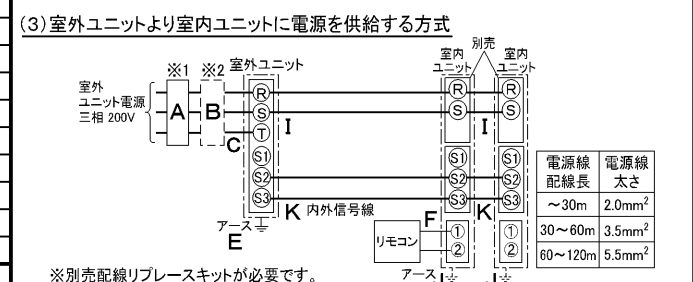 (3)室外ユニットより室内ユニットに電源を供給する方式
※1 ※2 室外ユニット
室内
ユニット
別売
室内
ユニット
室外
ユニット電源
三相 200V
A
B
C
R
S
T
S1
S2
S3
I
R
S
S1
S2
S3
I
R
S
S1
S2
S3
K 内外信号線
K
アース
E
リモコン
F
①
②
①
②
アース
電源線
配線長
電源線
太さ
～30m 2.0mm²
30～60m 3.5mm²
60～120m 5.5mm²
※別売配線リプレースキットが必要です。